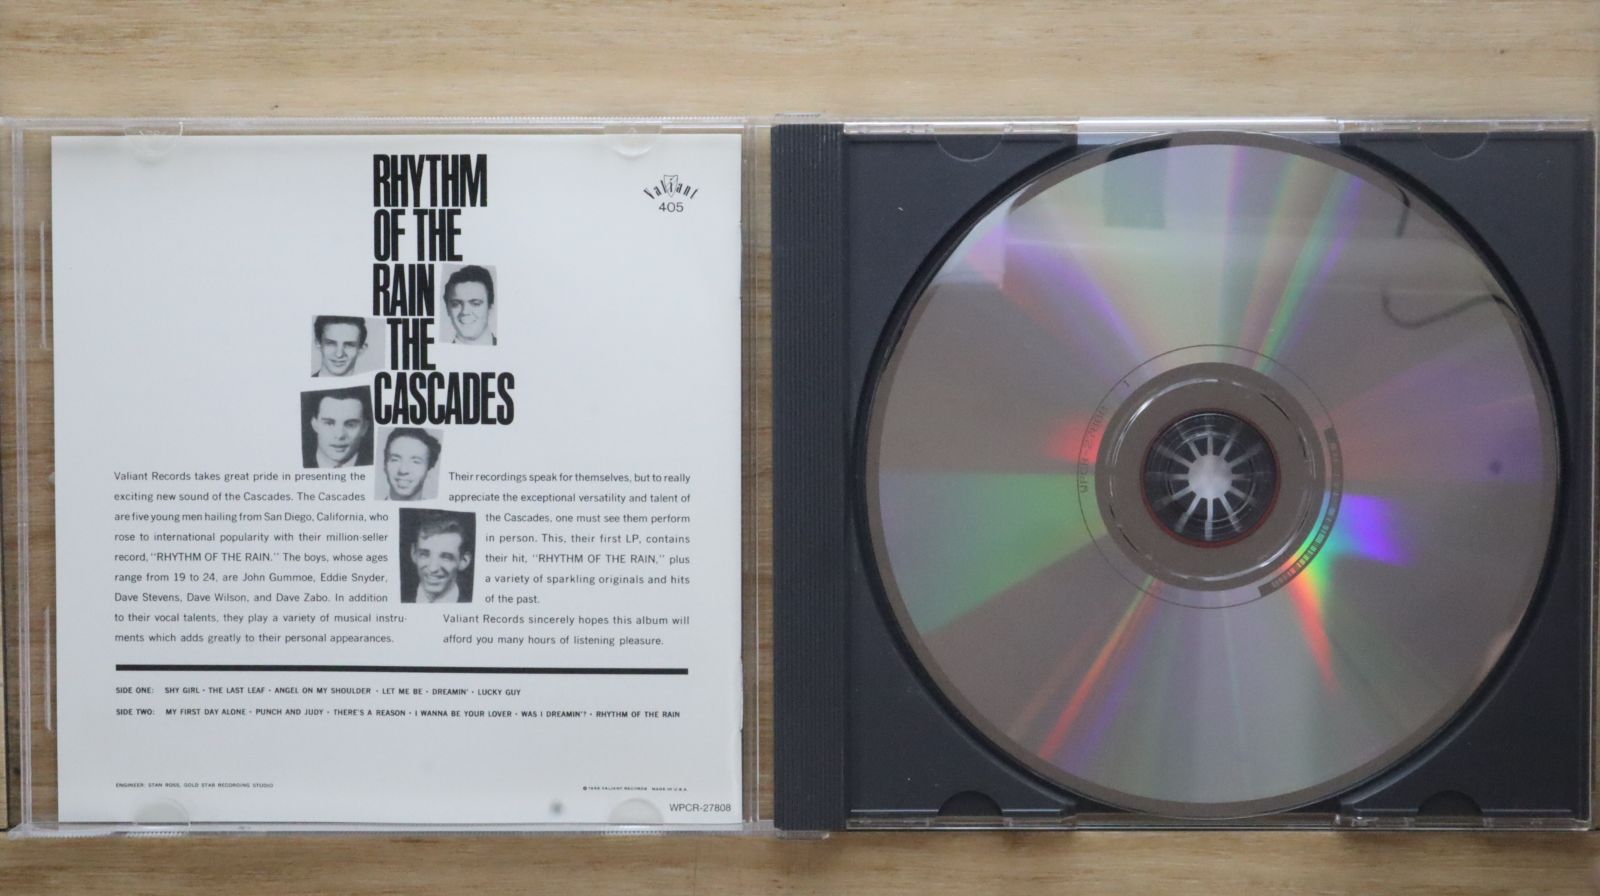 RHYTHM
OF THE
RAIN
THE
CASCADES
Valiant
405
Valiant Records takes great pride in presenting the
exciting new sound of the Cascades. The Cascades
are five young men hailing from San Diego, California, who
rose to international popularity with their million-seller
record, "RHYTHM OF THE RAIN." The boys, whose ages
range from 19 to 24, are John Gummoe, Eddie Snyder,
Dave Stevens, Dave Wilson, and Dave Zabo. In addition
to their vocal talents, they play a variety of musical instru-
ments which adds greatly to their personal appearances.
Their recordings speak for themselves, but to really
appreciate the exceptional versatility and talent of
the Cascades, one must see them perform
in person. This, their first LP, contains
their hit, "RHYTHM OF THE RAIN," plus
a variety of sparkling originals and hits
of the past.
Valiant Records sincerely hopes this album will
afford you many hours of listening pleasure.
SIDE ONE: SHY GIRL • THE LAST LEAF • ANGEL ON MY SHOULDER • LET ME BE • DREAMIN' • LUCKY GUY
SIDE TWO: MY FIRST DAY ALONE • PUNCH AND JUDY • THERE'S A REASON • I WANNA BE YOUR LOVER • WAS I DREAMIN'? • RHYTHM OF THE RAIN
ENGINEER: STAN ROSS, GOLD STAR RECORDING STUDIO
VALIANT RECORDS • MADE IN U.S.A.
WPCR-27808
WPCR-27808 1